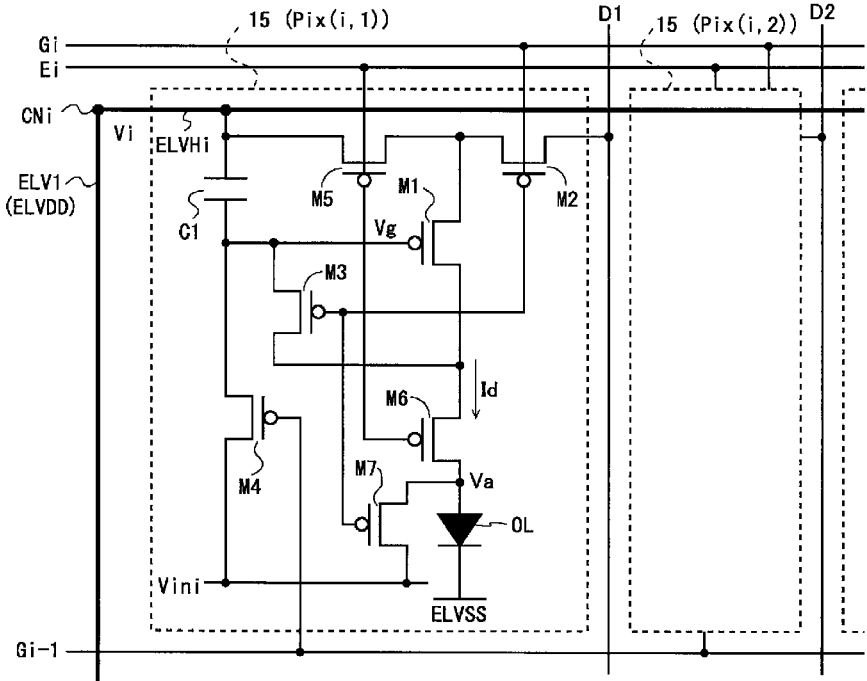 15 (Pix(i,1))
D1
15 (Pix(i,2))
D2
Gi
Ei
CNi
Vi
ELVHi
ELV1
(ELVDD)
C1
M5
M1
M2
Vg
M3
Id
M6
M4
M7
Va
OL
Vini
ELVSS
Gi-1